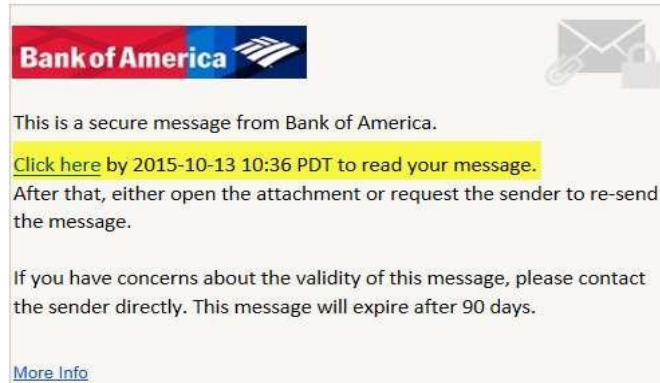 Bank of America
This is a secure message from Bank of America.
Click here by 2015-10-13 10:36 PDT to read your message.
After that, either open the attachment or request the sender to re-send
the message.
If you have concerns about the validity of this message, please contact
the sender directly. This message will expire after 90 days.
More Info